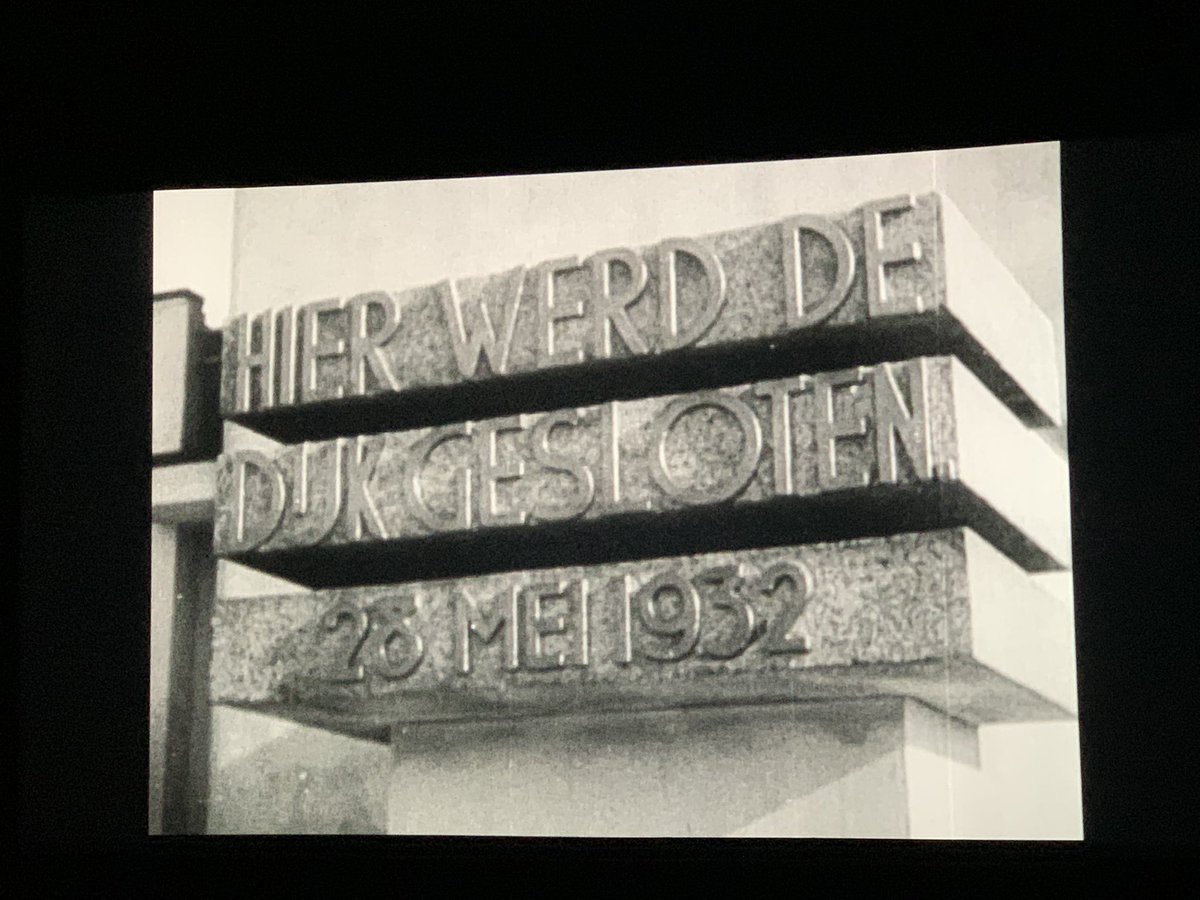 HIER WERD DE
DIJK GESLOTEN.
28 MEI 1932